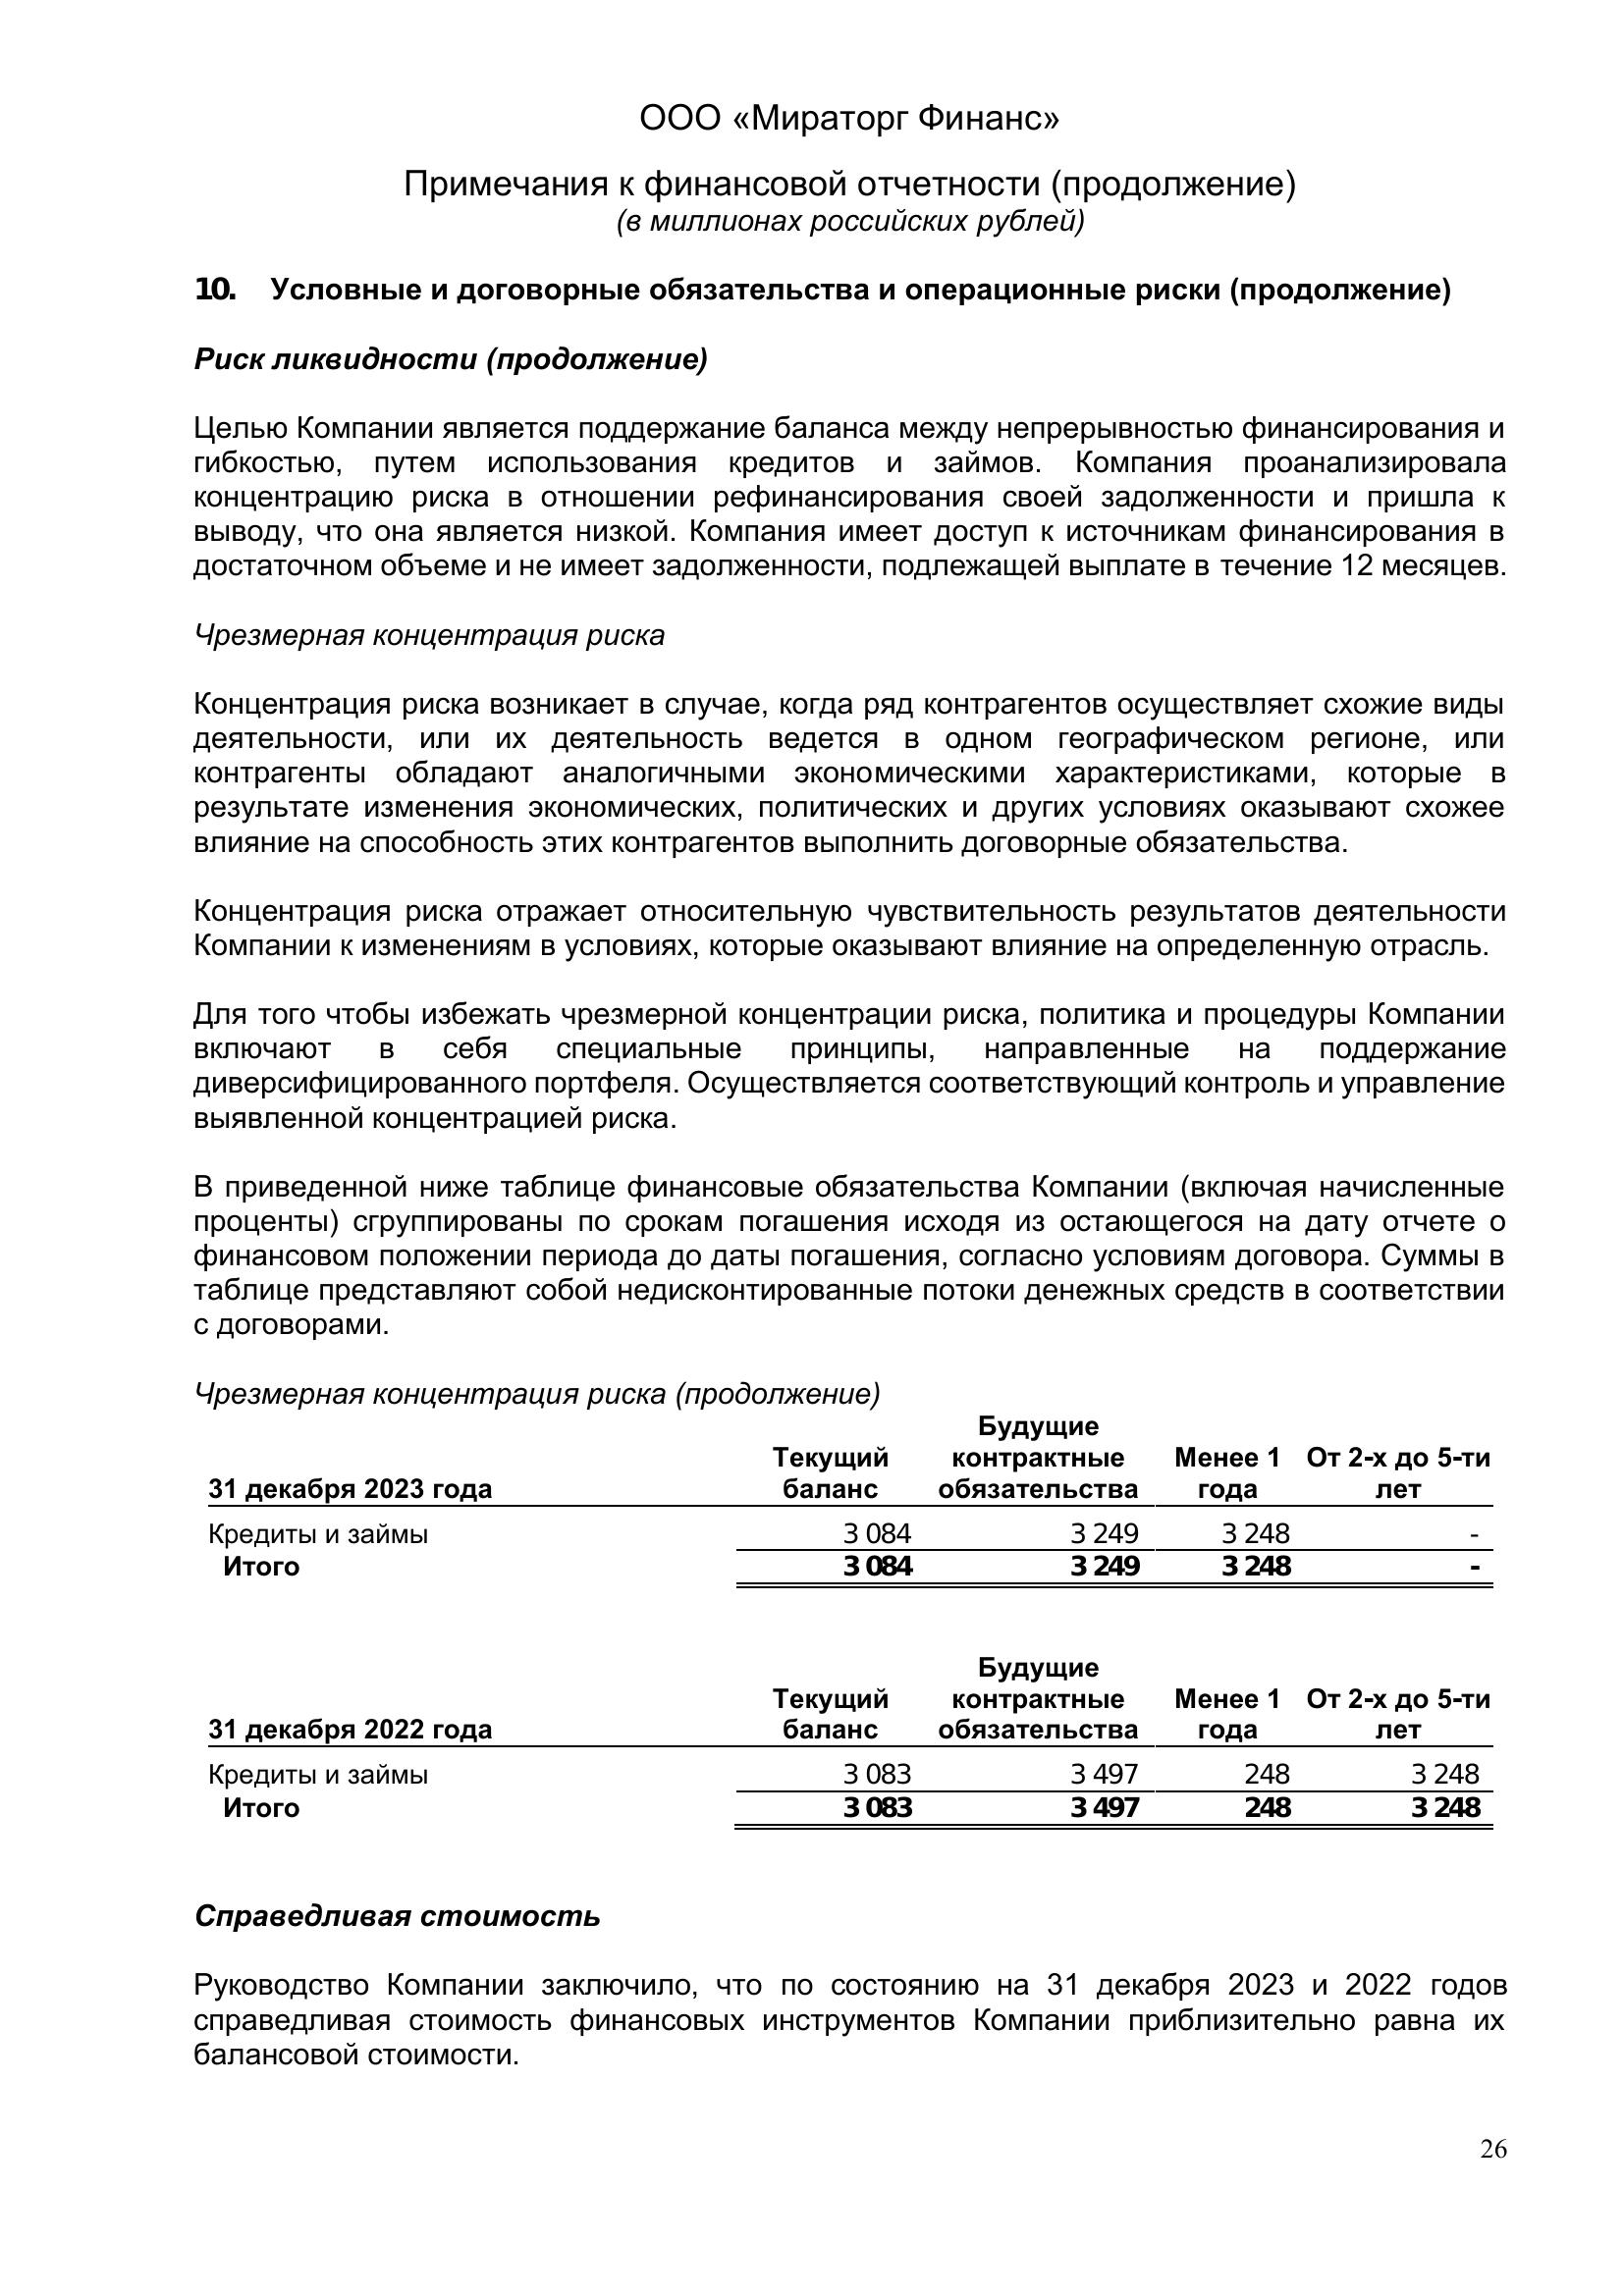 ООО «Мираторг Финанс»
Примечания к финансовой отчетности (продолжение)
(в миллионах российских рублей)
10. Условные и договорные обязательства и операционные риски (продолжение)
Риск ликвидности (продолжение)
Целью Компании является поддержание баланса между непрерывностью финансирования и
гибкостью, путем использования кредитов и займов. Компания проанализировала
концентрацию риска в отношении рефинансирования своей задолженности и пришла к
выводу, что она является низкой. Компания имеет доступ к источникам финансирования в
достаточном объеме и не имеет задолженности, подлежащей выплате в течение 12 месяцев.
Чрезмерная концентрация риска
Концентрация риска возникает в случае, когда ряд контрагентов осуществляет схожие виды
деятельности, или их деятельность ведется в одном географическом регионе, или
контрагенты обладают аналогичными экономическими характеристиками, которые в
результате изменения экономических, политических и других условиях оказывают схожее
влияние на способность этих контрагентов выполнить договорные обязательства.
Концентрация риска отражает относительную чувствительность результатов деятельности
Компании к изменениям в условиях, которые оказывают влияние на определенную отрасль.
Для того чтобы избежать чрезмерной концентрации риска, политика и процедуры Компании
включают в себя специальные принципы, направленные на поддержание
диверсифицированного портфеля. Осуществляется соответствующий контроль и управление
выявленной концентрацией риска.
В приведенной ниже таблице финансовые обязательства Компании (включая начисленные
проценты) сгруппированы по срокам погашения исходя из остающегося на дату отчете о
финансовом положении периода до даты погашения, согласно условиям договора. Суммы в
таблице представляют собой недисконтированные потоки денежных средств в соответствии
с договорами.
Чрезмерная концентрация риска (продолжение)
Будущие
Текущий контрактные Менее 1 От 2-х до 5-ти
31 декабря 2023 года баланс обязательства года лет
Кредиты и займы 3 084 3 249 3 248 -
Итого 3 084 3 249 3 248 -
Будущие
Текущий контрактные Менее 1 От 2-х до 5-ти
31 декабря 2022 года баланс обязательства года лет
Кредиты и займы 3 083 3 497 248 3 248
Итого 3 083 3 497 248 3 248
Справедливая стоимость
Руководство Компании заключило, что по состоянию на 31 декабря 2023 и 2022 годов
справедливая стоимость финансовых инструментов Компании приблизительно равна их
балансовой стоимости.
26